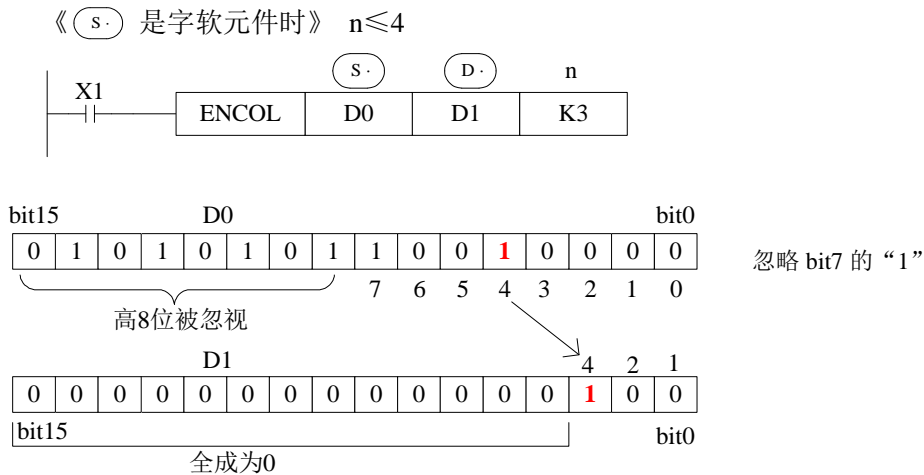 《 S· 是字软元件时》 n≤4
S· D· n
X1
ENCOL D0 D1 K3
bit15 D0 bit0
0 1 0 1 0 1 0 1 1 0 0 1 0 0 0 0
忽略 bit7 的“1”
7 6 5 4 3 2 1 0
高8位被忽视
D1 4 2 1
0 0 0 0 0 0 0 0 0 0 0 0 0 1 0 0
bit15 bit0
全成为0